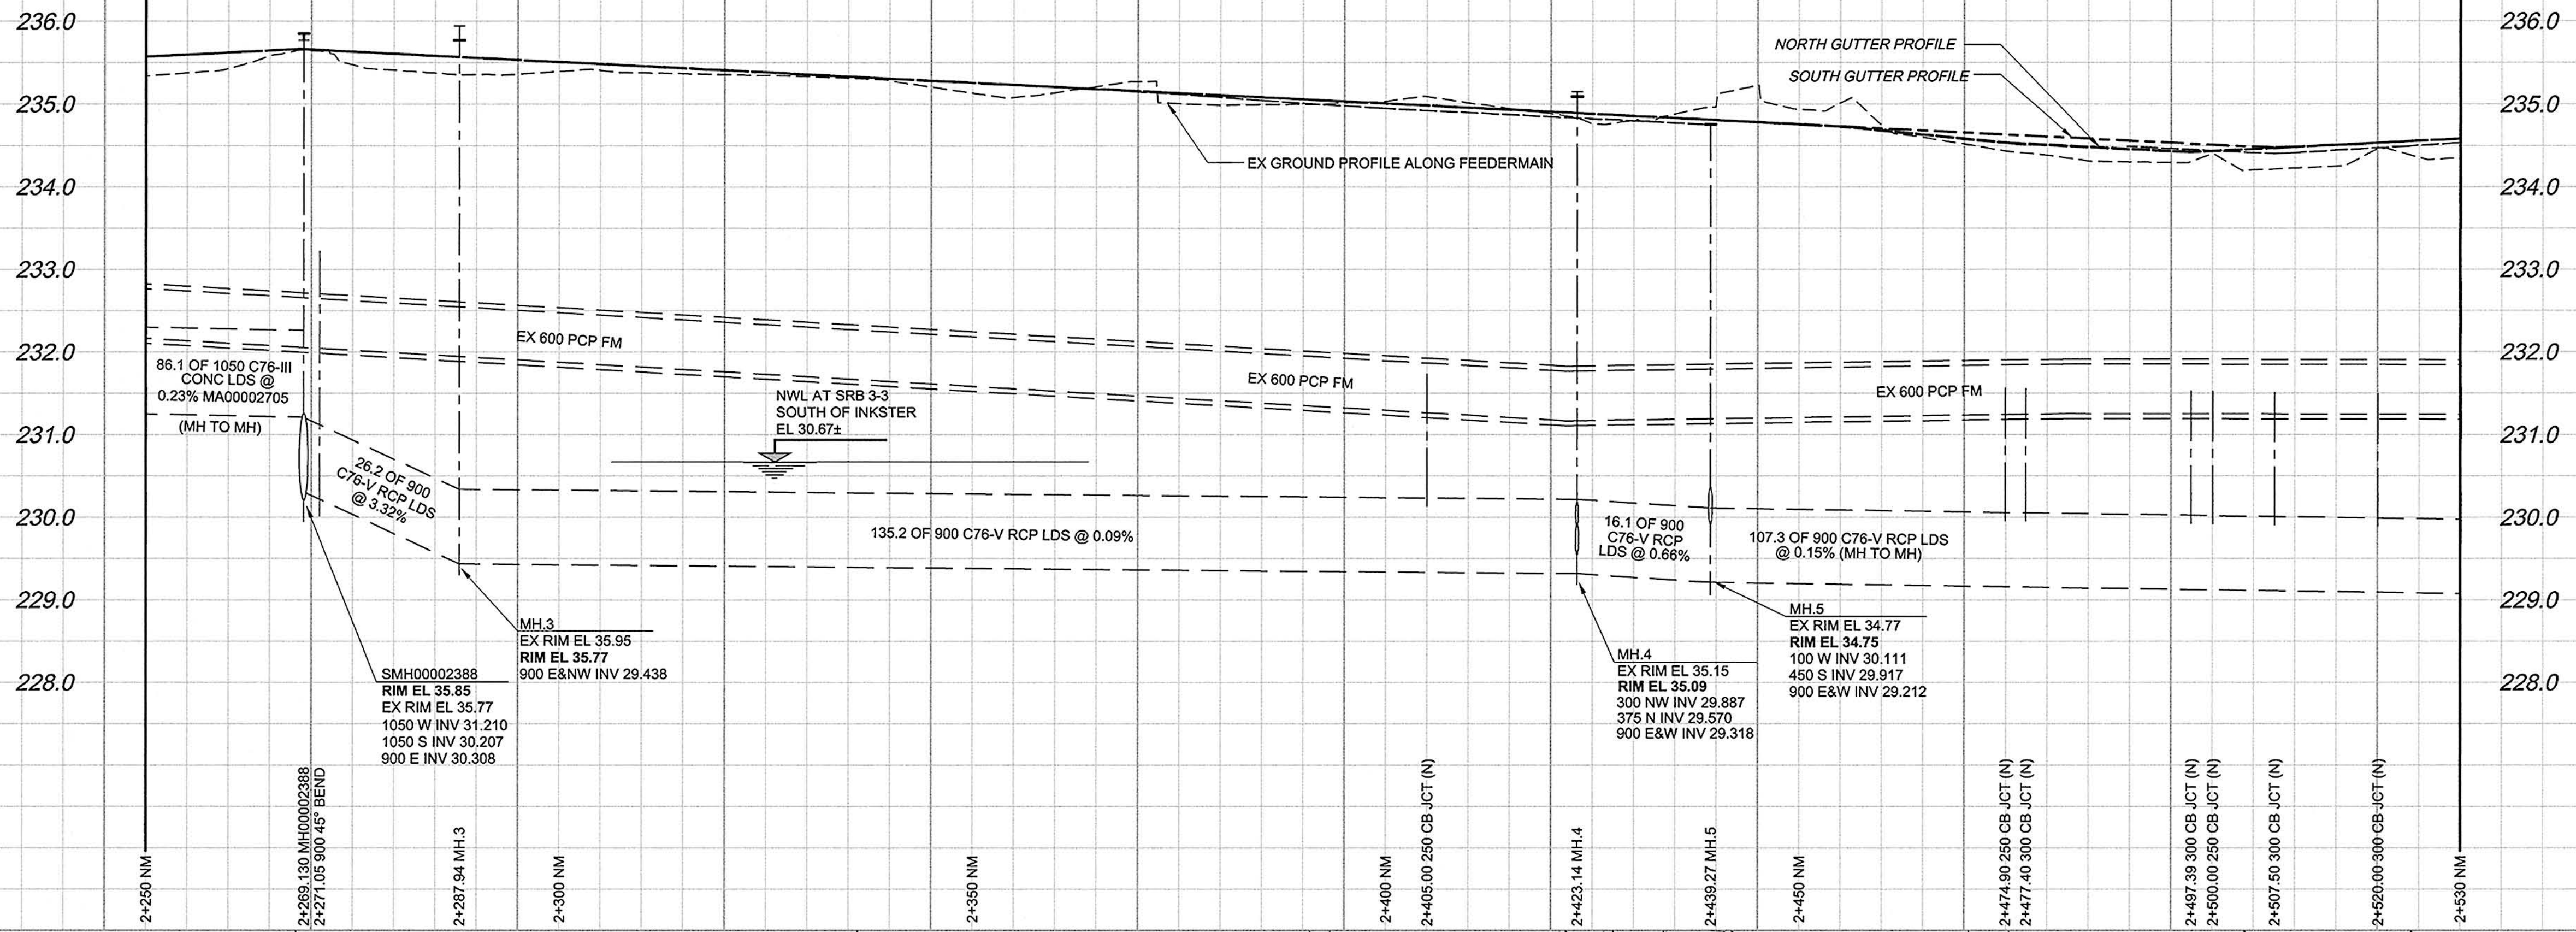 236.0
235.0
234.0
233.0
232.0
231.0
230.0
229.0
228.0
236.0
235.0
234.0
233.0
232.0
231.0
230.0
229.0
228.0
NORTH GUTTER PROFILE
SOUTH GUTTER PROFILE
EX GROUND PROFILE ALONG FEEDERMAIN
EX 600 PCP FM
EX 600 PCP FM
EX 600 PCP FM
86.1 OF 1050 C76-III
CONC LDS @
0.23% MA00002705
(MH TO MH)
26.2 OF 900
C76-V RCP LDS
@ 3.32%
NWL AT SRB 3-3
SOUTH OF INKSTER
EL 30.67±
135.2 OF 900 C76-V RCP LDS @ 0.09%
16.1 OF 900
C76-V RCP
LDS @ 0.66%
107.3 OF 900 C76-V RCP LDS
@ 0.15% (MH TO MH)
SMH00002388
RIM EL 35.85
EX RIM EL 35.77
1050 W INV 31.210
1050 S INV 30.207
900 E INV 30.308
MH.3
EX RIM EL 35.95
RIM EL 35.77
900 E&NW INV 29.438
MH.4
EX RIM EL 35.15
RIM EL 35.09
300 NW INV 29.887
375 N INV 29.570
900 E&W INV 29.318
MH.5
EX RIM EL 34.77
RIM EL 34.75
100 W INV 30.111
450 S INV 29.917
900 E&W INV 29.212
2+250 NM
2+269.130 MH00002388
2+271.05 900 45° BEND
2+287.94 MH.3
2+300 NM
2+350 NM
2+400 NM
2+405.00 250 CB JCT (N)
2+423.14 MH.4
2+439.27 MH.5
2+450 NM
2+474.90 250 CB JCT (N)
2+477.40 300 CB JCT (N)
2+497.39 300 CB JCT (N)
2+500.00 250 CB JCT (N)
2+507.50 300 CB JCT (N)
2+520.00 300 CB JCT (N)
2+530 NM